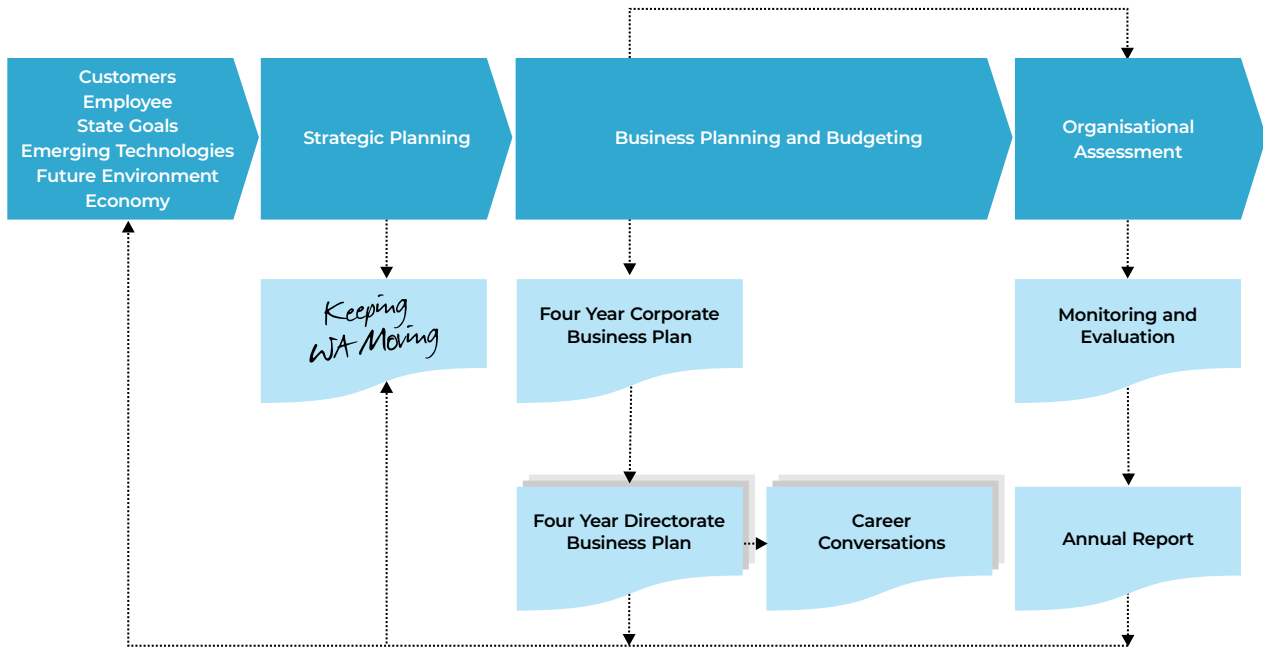 Customers
Employee
State Goals
Emerging Technologies
Future Environment
Economy
Strategic Planning
Business Planning and Budgeting
Organisational
Assessment
Keeping
WA Moving
Four Year Corporate
Business Plan
Monitoring and
Evaluation
Four Year Directorate
Business Plan
Career
Conversations
Annual Report